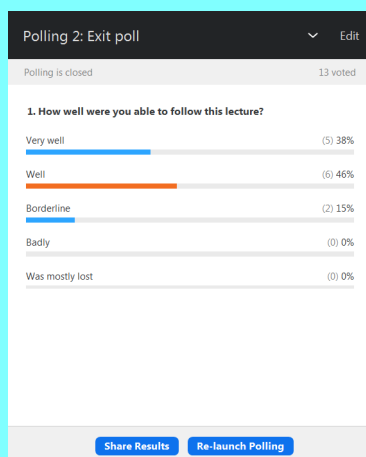 Polling 2: Exit poll Edit
Polling is closed 13 voted
1. How well were you able to follow this lecture?
Very well (5) 38%
Well (6) 46%
Borderline (2) 15%
Badly (0) 0%
Was mostly lost (0) 0%
Share Results Re-launch Polling